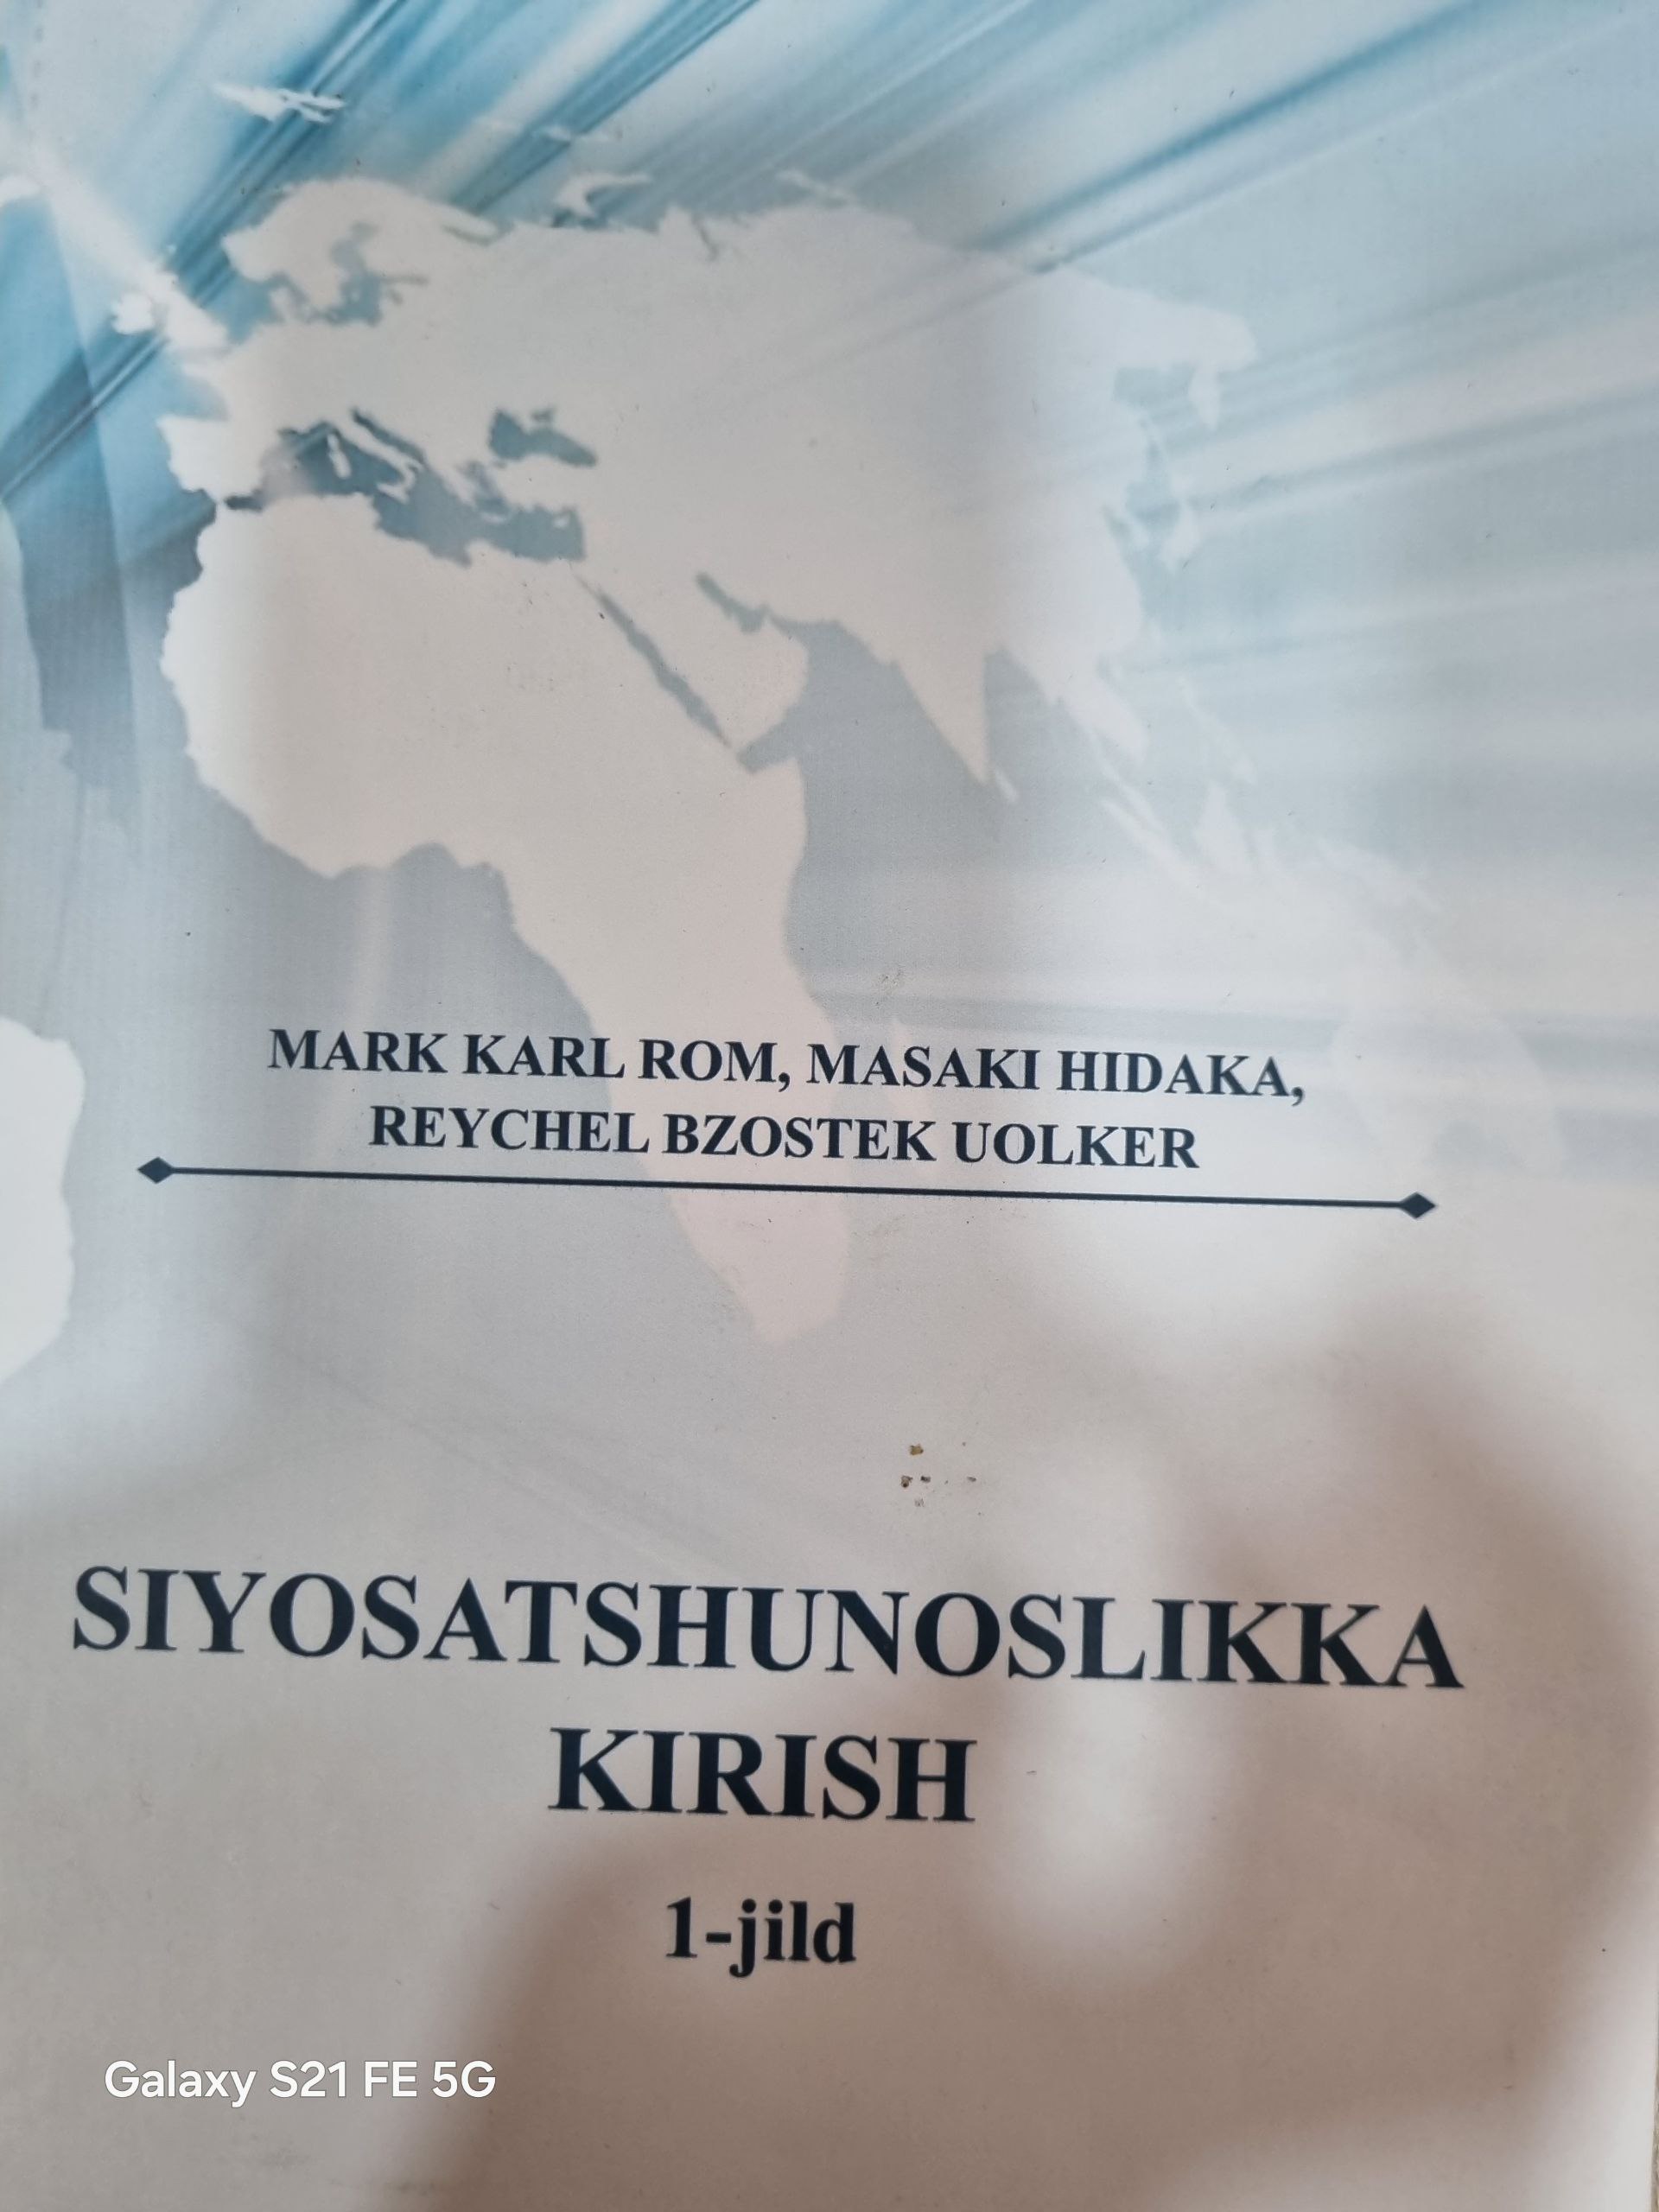 MARK KARL ROM, MASAKI HIDAKA,
REYCHEL BZOSTEK UOLKER
SIYOSATSHUNOSLIKKA
KIRISH
1-jild
Galaxy S21 FE 5G